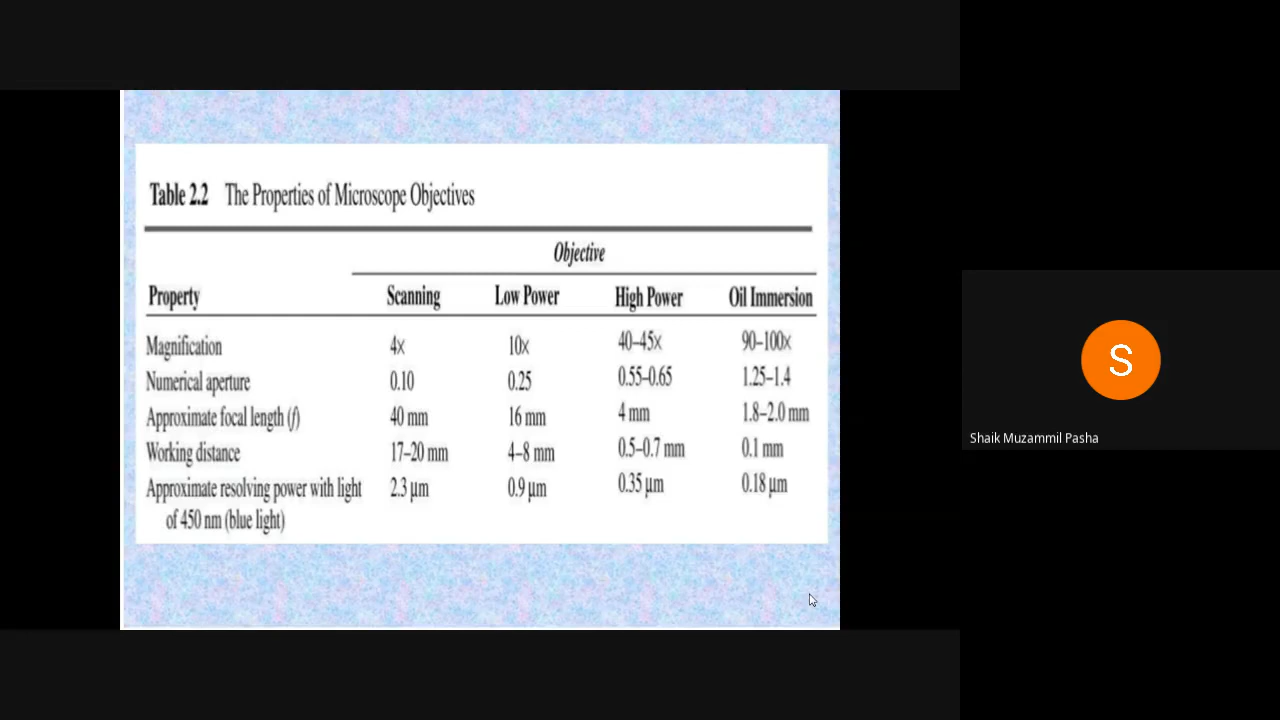 Table 2.2 The Properties of Microscope Objectives
Objective
Property Scanning Low Power High Power Oil Immersion
Magnification 4× 10× 40–45× 90–100×
Numerical aperture 0.10 0.25 0.55–0.65 1.25–1.4
Approximate focal length (f) 40 mm 16 mm 4 mm 1.8–2.0 mm
Working distance 17–20 mm 4–8 mm 0.5–0.7 mm 0.1 mm
Approximate resolving power with light 2.3 µm 0.9 µm 0.35 µm 0.18 µm
of 450 nm (blue light)
S
Shaik Muzammil Pasha